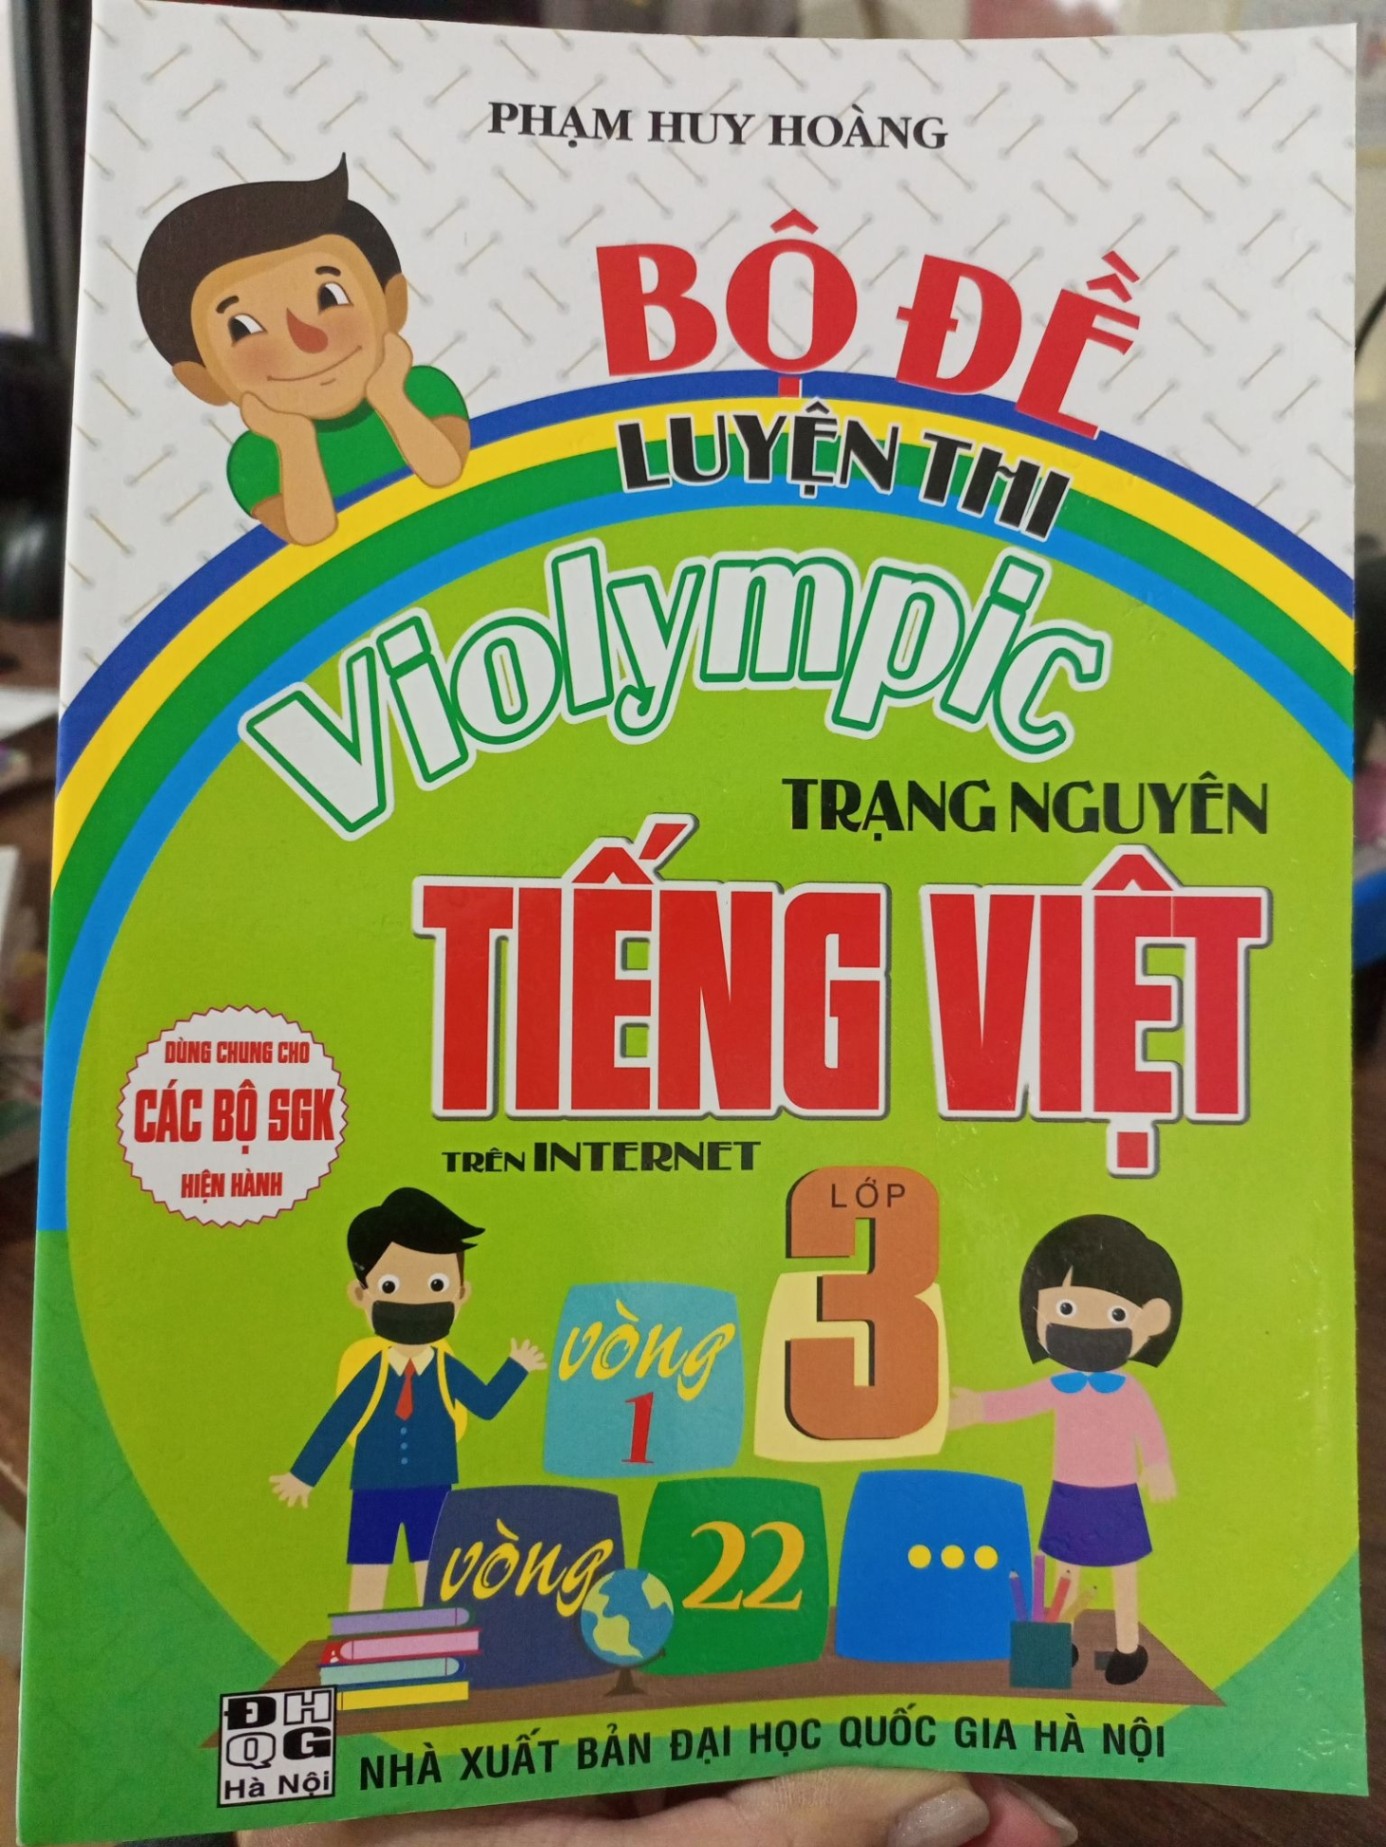 PHẠM HUY HOÀNG
BỘ ĐỀ
LUYỆN THI
Violympic
TRẠNG NGUYÊN
TIẾNG VIỆT
TRÊN INTERNET
DÙNG CHUNG CHO
CÁC BỘ SGK
HIỆN HÀNH
LỚP
3
vòng
1
vòng 22
...
ĐH
QG
Hà Nội
NHÀ XUẤT BẢN ĐẠI HỌC QUỐC GIA HÀ NỘI